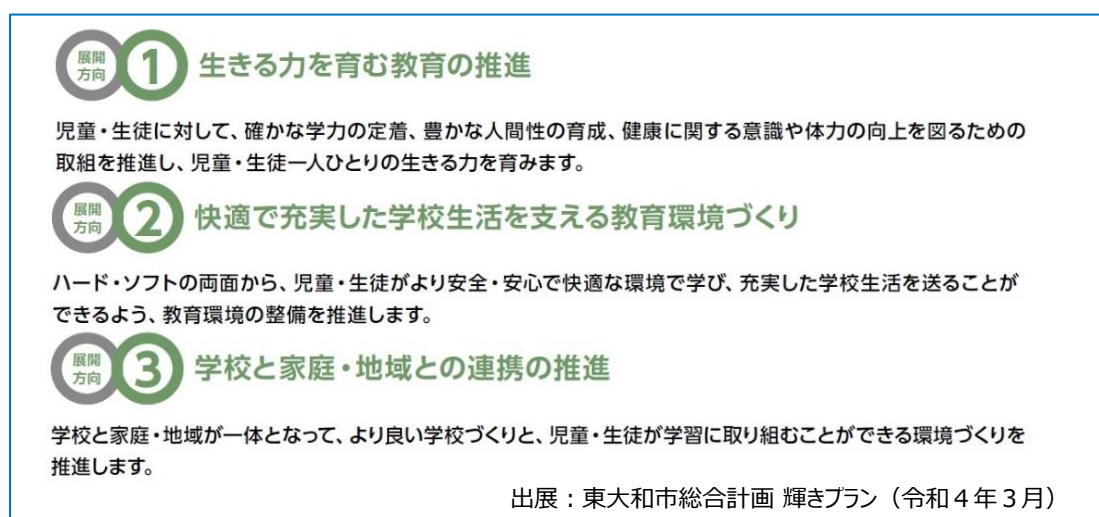 展開方向 1 生きる力を育む教育の推進
児童・生徒に対して、確かな学力の定着、豊かな人間性の育成、健康に関する意識や体力の向上を図るための
取組を推進し、児童・生徒一人ひとりの生きる力を育みます。
展開方向 2 快適で充実した学校生活を支える教育環境づくり
ハード・ソフトの両面から、児童・生徒がより安全・安心で快適な環境で学び、充実した学校生活を送ることが
できるよう、教育環境の整備を推進します。
展開方向 3 学校と家庭・地域との連携の推進
学校と家庭・地域が一体となって、より良い学校づくりと、児童・生徒が学習に取り組むことができる環境づくりを
推進します。
出展：東大和市総合計画 輝きプラン（令和４年３月）